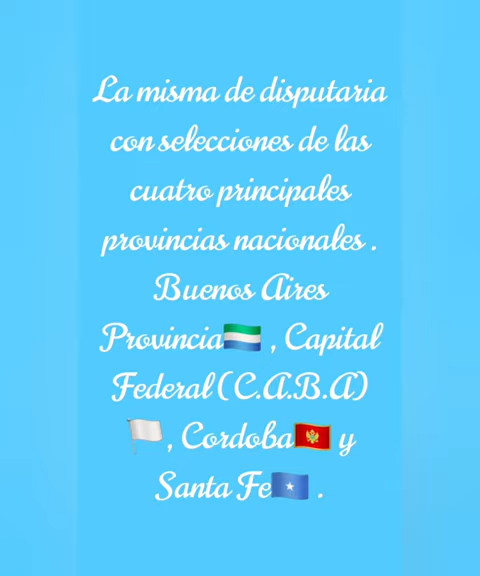 La misma de disputaria
con selecciones de las
cuatro principales
provincias nacionales .
Buenos Aires
Provincia🇸🇱 , Capital
Federal (C.A.B.A)
🏳️ , Cordoba🇲🇪 y
Santa Fe🇸🇴 .